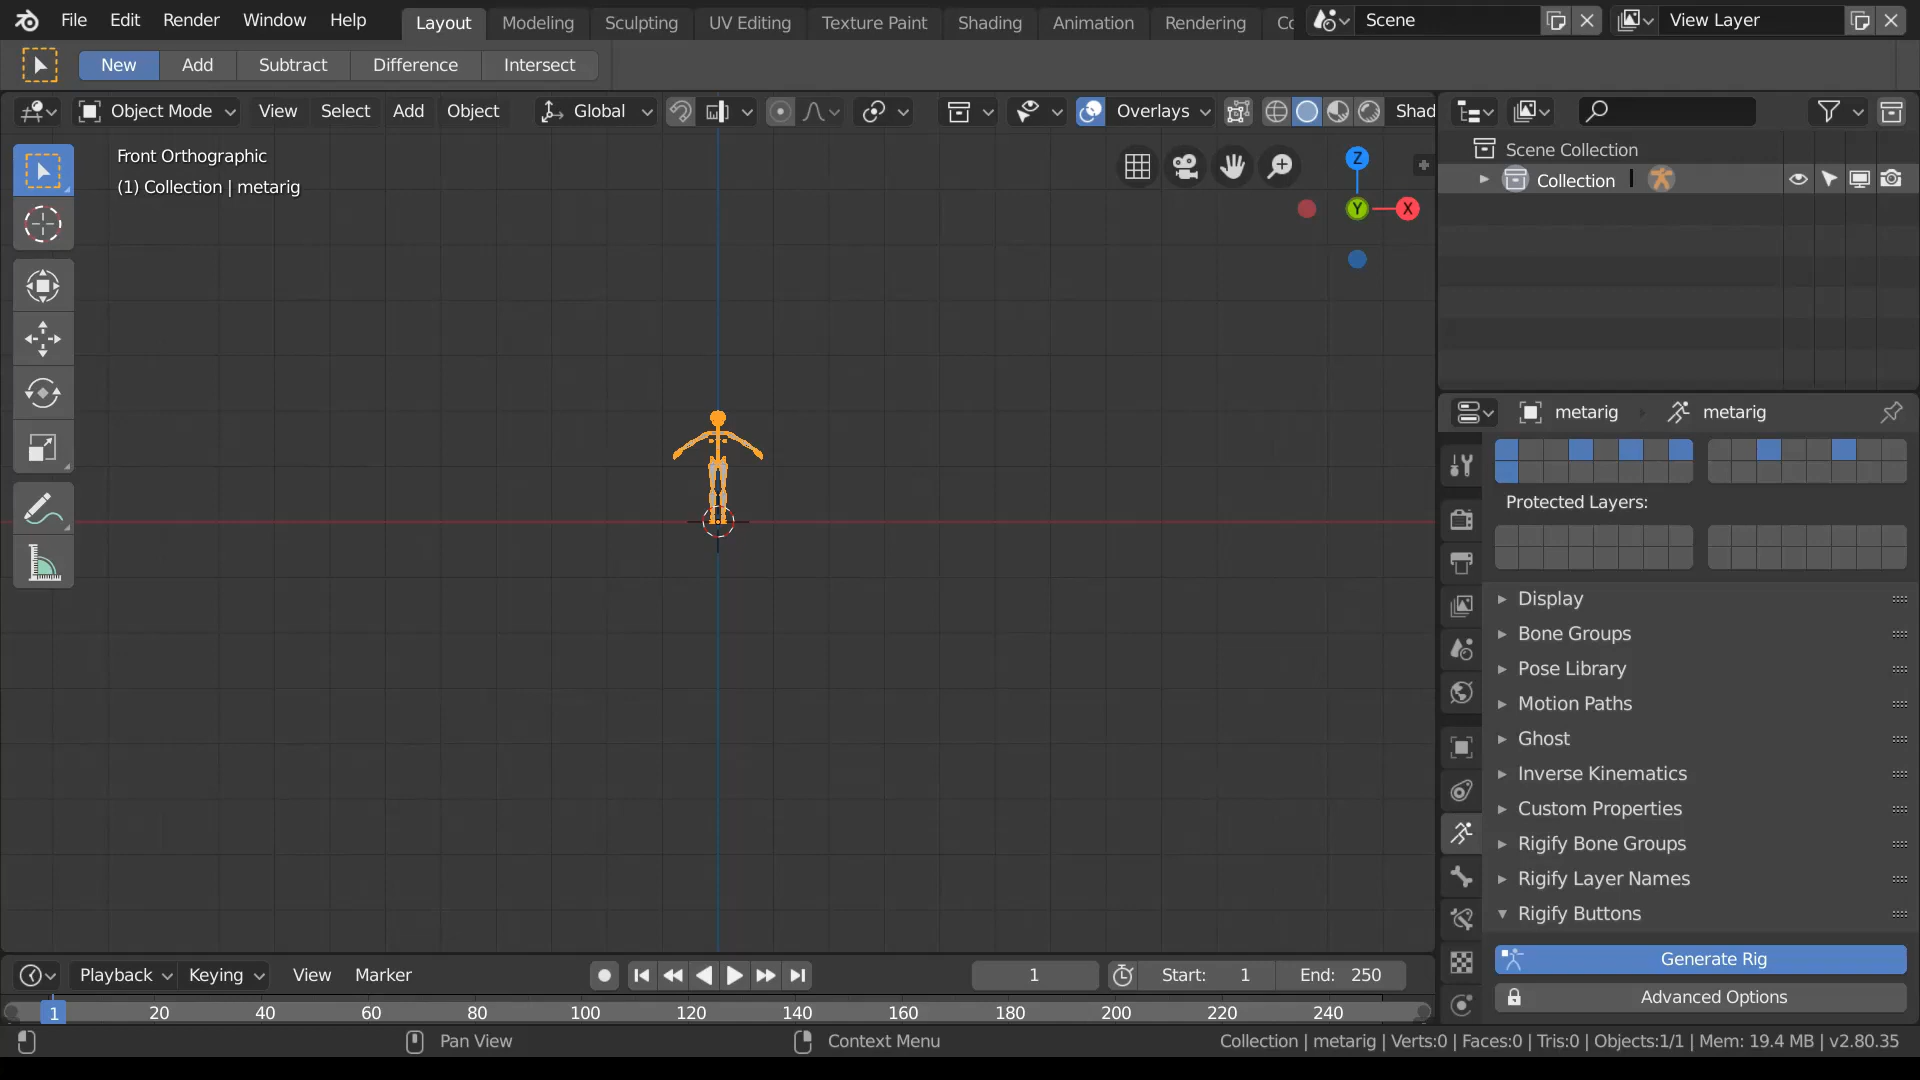 File Edit Render Window Help Layout Modeling Sculpting UV Editing Texture Paint Shading Animation Rendering Scene View Layer
New Add Subtract Difference Intersect
Object Mode View Select Add Object Global Overlays Shad
Front Orthographic
(1) Collection | metarig
Z
Y
X
Scene Collection
Collection
metarig metarig
Protected Layers:
Display
Bone Groups
Pose Library
Motion Paths
Ghost
Inverse Kinematics
Custom Properties
Rigify Bone Groups
Rigify Layer Names
Rigify Buttons
Generate Rig
Advanced Options
Playback Keying View Marker 1 Start: 1 End: 250
1 20 40 60 80 100 120 140 160 180 200 220 240
Pan View Context Menu Collection | metarig | Verts:0 | Faces:0 | Tris:0 | Objects:1/1 | Mem: 19.4 MB | v2.80.35